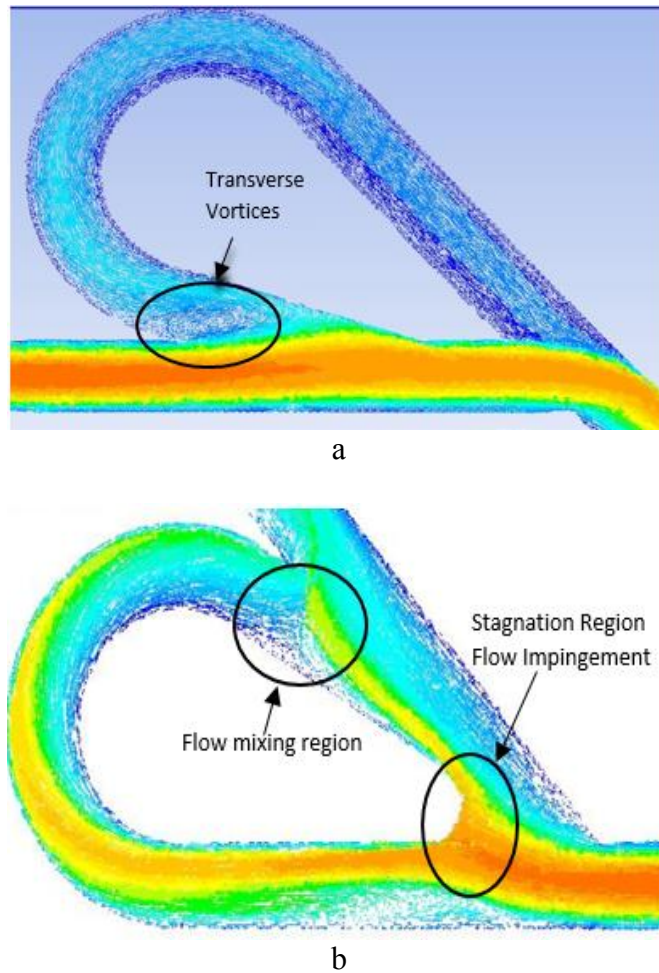 Transverse
Vortices
a
Stagnation Region
Flow Impingement
Flow mixing region
b